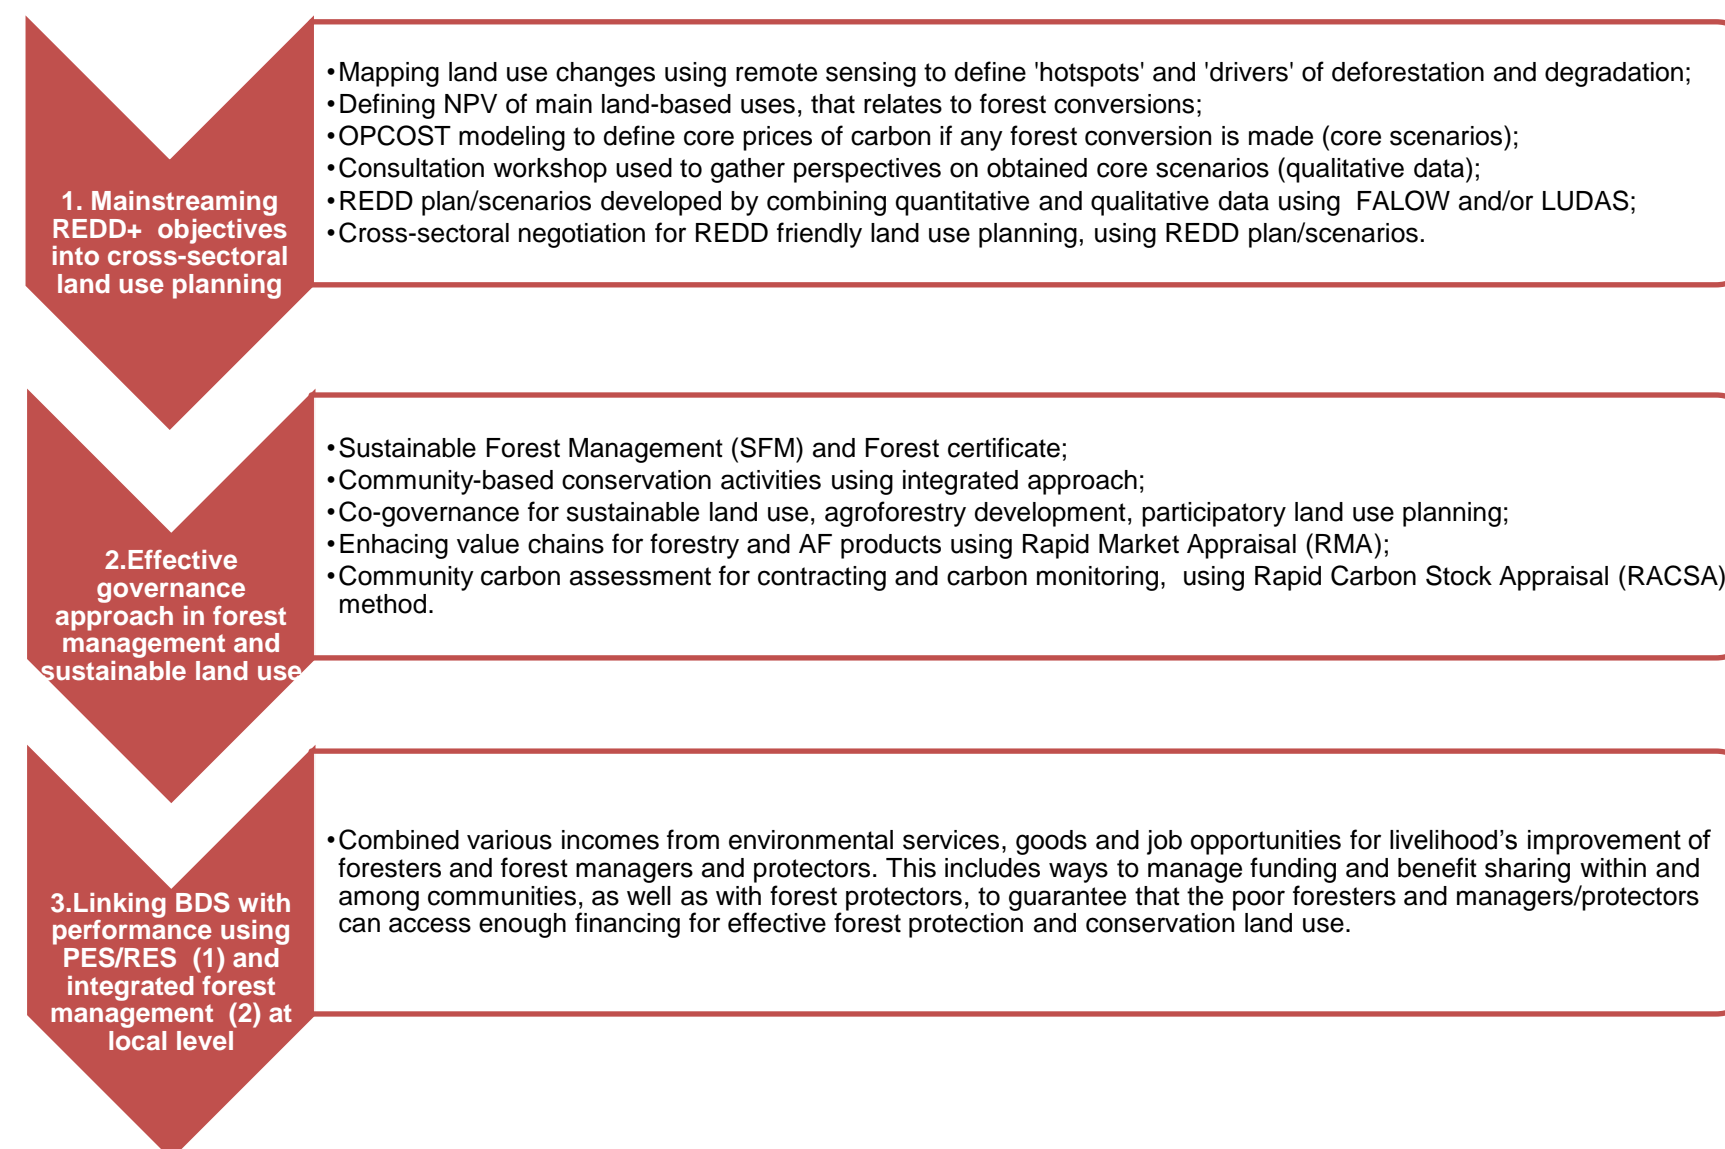 1. Mainstreaming
REDD+ objectives
into cross-sectoral
land use planning
•Mapping land use changes using remote sensing to define 'hotspots' and 'drivers' of deforestation and degradation;
•Defining NPV of main land-based uses, that relates to forest conversions;
•OPCOST modeling to define core prices of carbon if any forest conversion is made (core scenarios);
•Consultation workshop used to gather perspectives on obtained core scenarios (qualitative data);
•REDD plan/scenarios developed by combining quantitative and qualitative data using FALOW and/or LUDAS;
•Cross-sectoral negotiation for REDD friendly land use planning, using REDD plan/scenarios.
2.Effective
governance
approach in forest
management and
sustainable land use
•Sustainable Forest Management (SFM) and Forest certificate;
•Community-based conservation activities using integrated approach;
•Co-governance for sustainable land use, agroforestry development, participatory land use planning;
•Enhacing value chains for forestry and AF products using Rapid Market Appraisal (RMA);
•Community carbon assessment for contracting and carbon monitoring, using Rapid Carbon Stock Appraisal (RACSA)
method.
3.Linking BDS with
performance using
PES/RES (1) and
integrated forest
management (2) at
local level
•Combined various incomes from environmental services, goods and job opportunities for livelihood’s improvement of
foresters and forest managers and protectors. This includes ways to manage funding and benefit sharing within and
among communities, as well as with forest protectors, to guarantee that the poor foresters and managers/protectors
can access enough financing for effective forest protection and conservation land use.